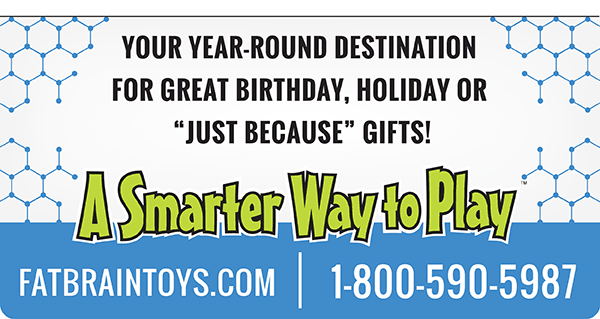 YOUR YEAR-ROUND DESTINATION
FOR GREAT BIRTHDAY, HOLIDAY OR
“JUST BECAUSE” GIFTS!
A Smarter Way to Play™
FATBRAINTOYS.COM | 1-800-590-5987